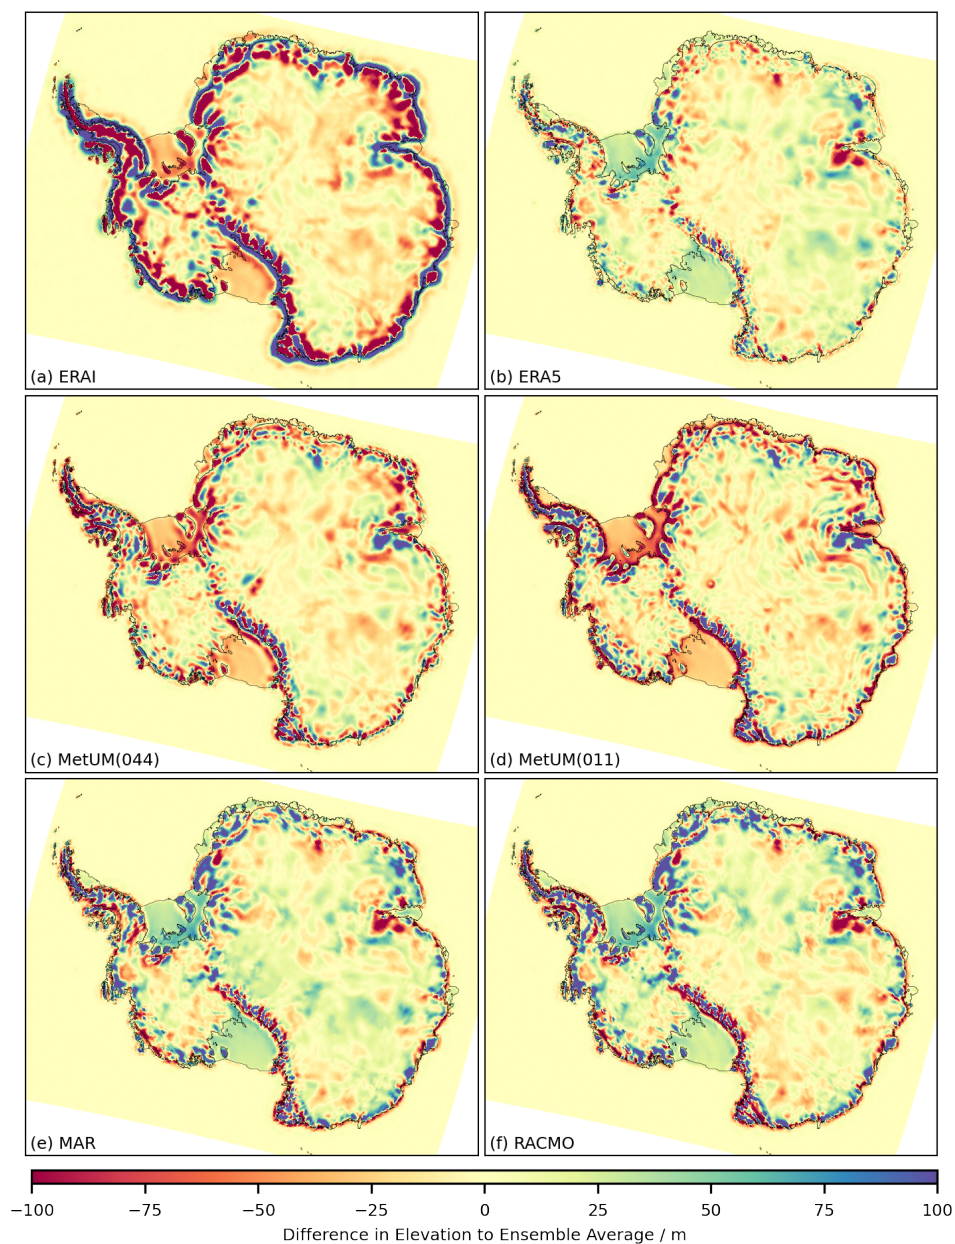 (a) ERAI
(b) ERA5
(c) MetUM(044)
(d) MetUM(011)
(e) MAR
(f) RACMO
−100 −75 −50 −25 0 25 50 75 100
Difference in Elevation to Ensemble Average / m